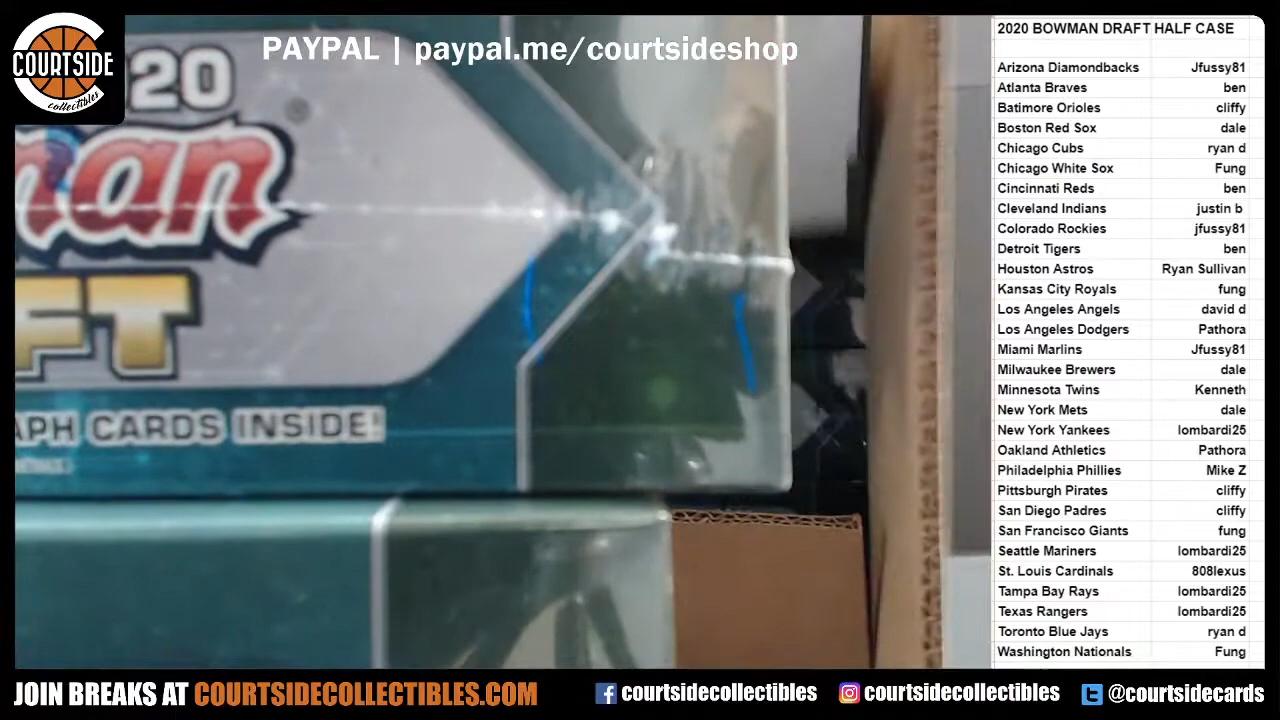 COURTSIDE
collectibles
PAYPAL | paypal.me/courtsideshop
20
man
FT
APH CARDS INSIDE!
2020 BOWMAN DRAFT HALF CASE
Arizona Diamondbacks Jfussy81
Atlanta Braves ben
Batimore Orioles cliffy
Boston Red Sox dale
Chicago Cubs ryan d
Chicago White Sox Fung
Cincinnati Reds ben
Cleveland Indians justin b
Colorado Rockies jfussy81
Detroit Tigers ben
Houston Astros Ryan Sullivan
Kansas City Royals fung
Los Angeles Angels david d
Los Angeles Dodgers Pathora
Miami Marlins Jfussy81
Milwaukee Brewers dale
Minnesota Twins Kenneth
New York Mets dale
New York Yankees lombardi25
Oakland Athletics Pathora
Philadelphia Phillies Mike Z
Pittsburgh Pirates cliffy
San Diego Padres cliffy
San Francisco Giants fung
Seattle Mariners lombardi25
St. Louis Cardinals 808lexus
Tampa Bay Rays lombardi25
Texas Rangers lombardi25
Toronto Blue Jays ryan d
Washington Nationals Fung
JOIN BREAKS AT COURTSIDECOLLECTIBLES.COM
courtsidecollectibles
courtsidecollectibles
@courtsidecards